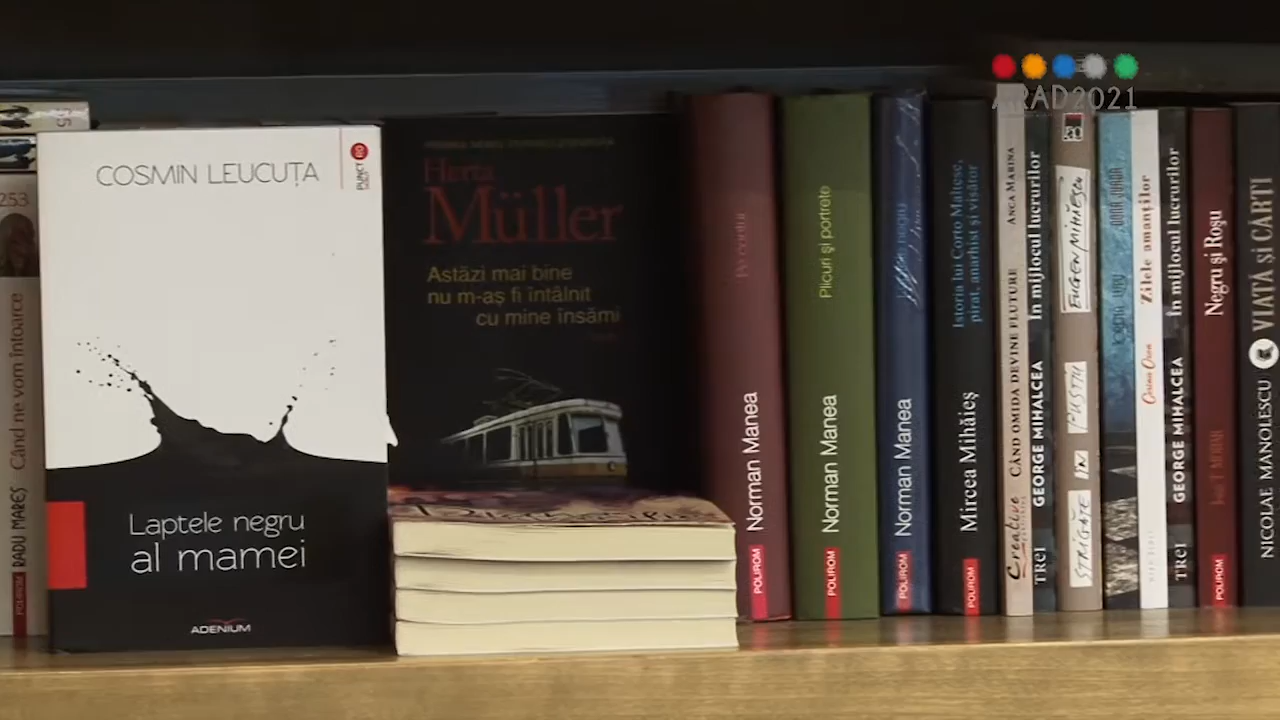 ARAD2021
253
RADU MAREȘ Când ne vom întoarce
COSMIN LEUCUȚA
PUNCT RO
Laptele negru
al mamei
ADENIUM
Herta
Müller
Astăzi mai bine
nu m-aș fi întâlnit
cu mine însămi
POLIROM Norman Manea
POLIROM Norman Manea Plicuri și portrete
POLIROM Norman Manea
POLIROM Mircea Mihăieș Istoria lui Corto Maltese,
pirat, anarhist și visător
Creative CÂND OMIDA DEVINE FLUTURE ANCA MARINA
TREI GEORGE MIHALCEA În mijlocul lucrurilor
STRIGĂTE ÎN PUSTIU EUGEN MIHĂESCU
Zilele amanților
TREI GEORGE MIHALCEA În mijlocul lucrurilor
POLIROM Negru și Roșu
NICOLAE MANOLESCU VIAȚĂ și CĂRȚI